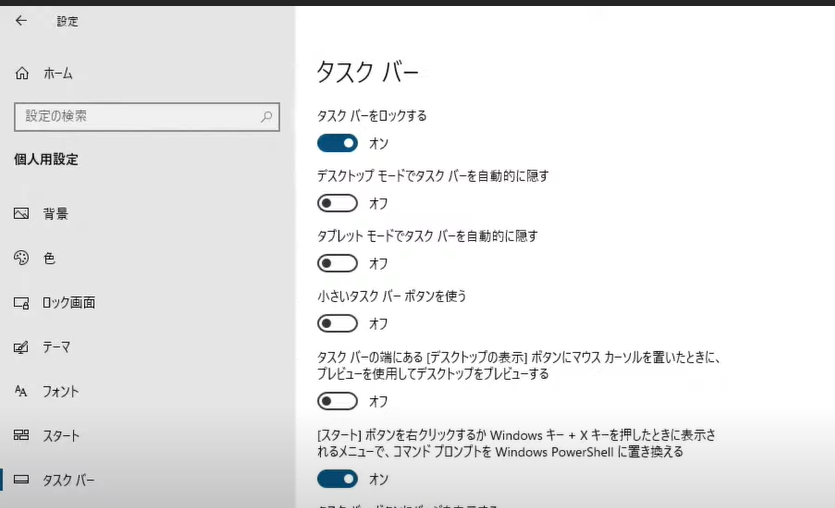 設定
ホーム
設定の検索
個人用設定
背景
色
ロック画面
テーマ
フォント
スタート
タスク バー
タスク バー
タスク バーをロックする
オン
デスクトップ モードでタスク バーを自動的に隠す
オフ
タブレット モードでタスク バーを自動的に隠す
オフ
小さいタスク バー ボタンを使う
オフ
タスク バーの端にある [デスクトップの表示] ボタンにマウス カーソルを置いたときに、
プレビューを使用してデスクトップをプレビューする
オフ
[スタート] ボタンを右クリックするか Windows キー + X キーを押したときに表示さ
れるメニューで、コマンド プロンプトを Windows PowerShell に置き換える
オン